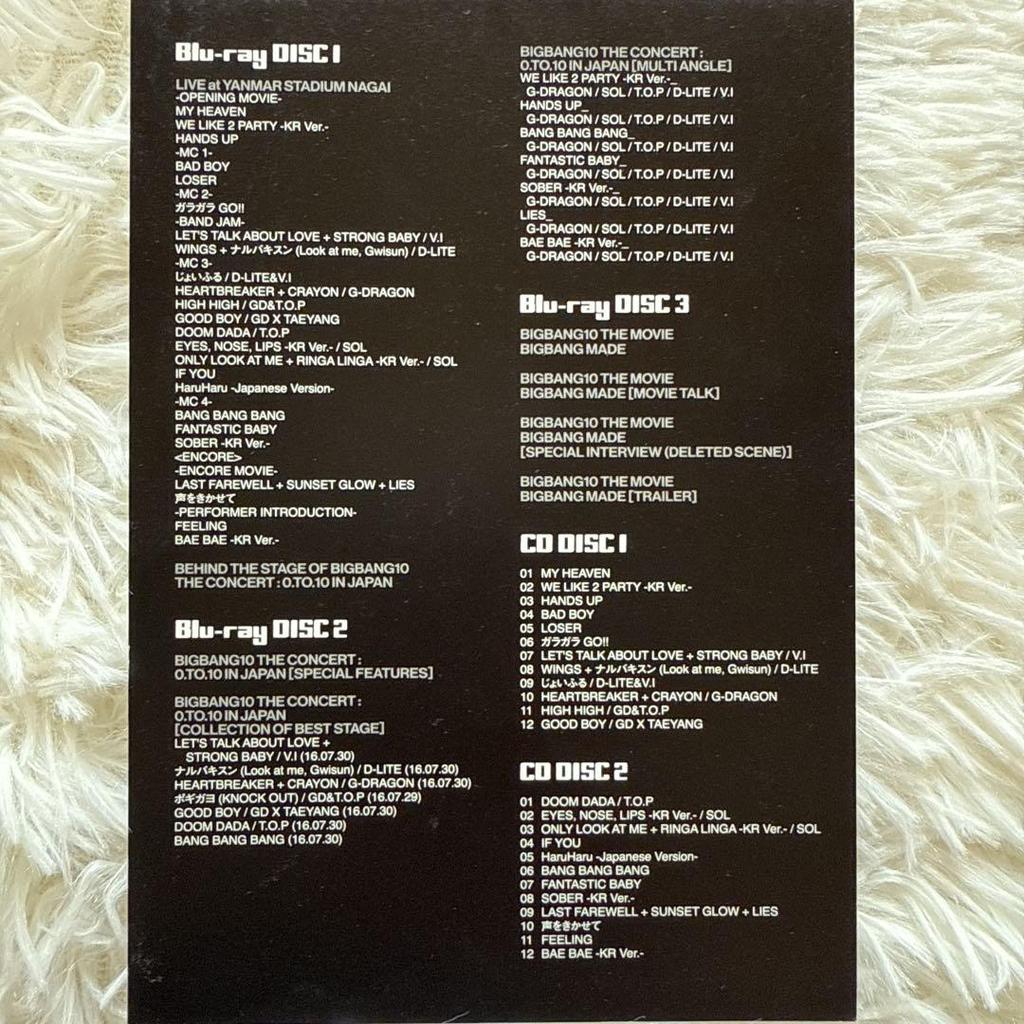 Blu-ray DISC 1
LIVE at YANMAR STADIUM NAGAI
-OPENING MOVIE-
MY HEAVEN
WE LIKE 2 PARTY -KR Ver.-
HANDS UP
-MC 1-
BAD BOY
LOSER
-MC 2-
ガラガラ GO!!
-BAND JAM-
LET'S TALK ABOUT LOVE + STRONG BABY / V.I
WINGS + ナルバキスン (Look at me, Gwisun) / D-LITE
-MC 3-
じょいふる / D-LITE&V.I
HEARTBREAKER + CRAYON / G-DRAGON
HIGH HIGH / GD&T.O.P
GOOD BOY / GD X TAEYANG
DOOM DADA / T.O.P
EYES, NOSE, LIPS -KR Ver.- / SOL
ONLY LOOK AT ME + RINGA LINGA -KR Ver.- / SOL
IF YOU
HaruHaru -Japanese Version-
-MC 4-
BANG BANG BANG
FANTASTIC BABY
SOBER -KR Ver.-
<ENCORE>
-ENCORE MOVIE-
LAST FAREWELL + SUNSET GLOW + LIES
声をきかせて
-PERFORMER INTRODUCTION-
FEELING
BAE BAE -KR Ver.-
BEHIND THE STAGE OF BIGBANG10
THE CONCERT : 0.TO.10 IN JAPAN
Blu-ray DISC 2
BIGBANG10 THE CONCERT :
0.TO.10 IN JAPAN [SPECIAL FEATURES]
BIGBANG10 THE CONCERT :
0.TO.10 IN JAPAN
[COLLECTION OF BEST STAGE]
LET'S TALK ABOUT LOVE +
STRONG BABY / V.I (16.07.30)
ナルバキスン (Look at me, Gwisun) / D-LITE (16.07.30)
HEARTBREAKER + CRAYON / G-DRAGON (16.07.30)
ポギガヨ (KNOCK OUT) / GD&T.O.P (16.07.29)
GOOD BOY / GD X TAEYANG (16.07.30)
DOOM DADA / T.O.P (16.07.30)
BANG BANG BANG (16.07.30)
BIGBANG10 THE CONCERT :
0.TO.10 IN JAPAN [MULTI ANGLE]
WE LIKE 2 PARTY -KR Ver.-_
G-DRAGON / SOL / T.O.P / D-LITE / V.I
HANDS UP_
G-DRAGON / SOL / T.O.P / D-LITE / V.I
BANG BANG BANG_
G-DRAGON / SOL / T.O.P / D-LITE / V.I
FANTASTIC BABY_
G-DRAGON / SOL / T.O.P / D-LITE / V.I
SOBER -KR Ver.-_
G-DRAGON / SOL / T.O.P / D-LITE / V.I
LIES_
G-DRAGON / SOL / T.O.P / D-LITE / V.I
BAE BAE -KR Ver.-_
G-DRAGON / SOL / T.O.P / D-LITE / V.I
Blu-ray DISC 3
BIGBANG10 THE MOVIE
BIGBANG MADE
BIGBANG10 THE MOVIE
BIGBANG MADE [MOVIE TALK]
BIGBANG10 THE MOVIE
BIGBANG MADE
[SPECIAL INTERVIEW (DELETED SCENE)]
BIGBANG10 THE MOVIE
BIGBANG MADE [TRAILER]
CD DISC 1
01 MY HEAVEN
02 WE LIKE 2 PARTY -KR Ver.-
03 HANDS UP
04 BAD BOY
05 LOSER
06 ガラガラ GO!!
07 LET'S TALK ABOUT LOVE + STRONG BABY / V.I
08 WINGS + ナルバキスン (Look at me, Gwisun) / D-LITE
09 じょいふる / D-LITE&V.I
10 HEARTBREAKER + CRAYON / G-DRAGON
11 HIGH HIGH / GD&T.O.P
12 GOOD BOY / GD X TAEYANG
CD DISC 2
01 DOOM DADA / T.O.P
02 EYES, NOSE, LIPS -KR Ver.- / SOL
03 ONLY LOOK AT ME + RINGA LINGA -KR Ver.- / SOL
04 IF YOU
05 HaruHaru -Japanese Version-
06 BANG BANG BANG
07 FANTASTIC BABY
08 SOBER -KR Ver.-
09 LAST FAREWELL + SUNSET GLOW + LIES
10 声をきかせて
11 FEELING
12 BAE BAE -KR Ver.-